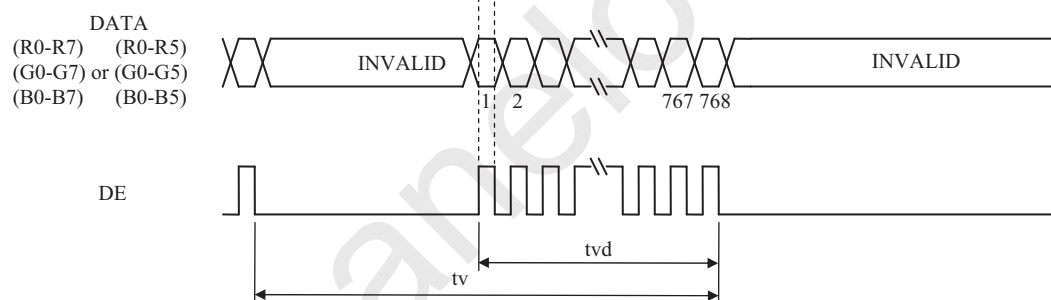 DATA
(R0-R7) (R0-R5)
(G0-G7) or (G0-G5)
(B0-B7) (B0-B5)
INVALID
INVALID
1 2 767 768
DE
tvd
tv
anelo